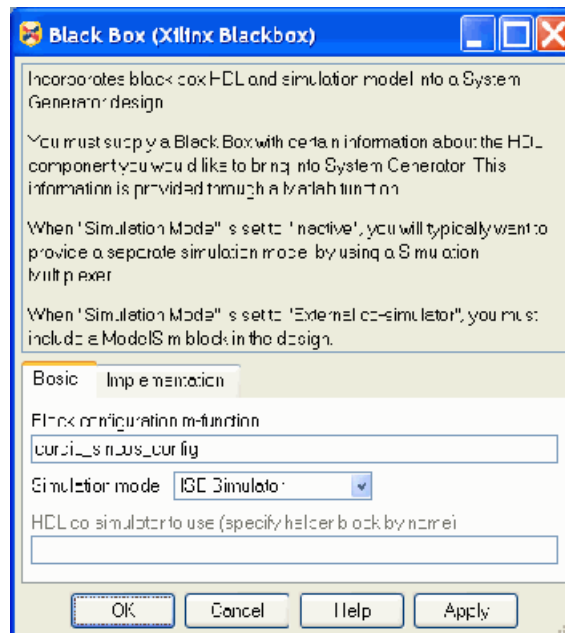 Black Box (Xilinx Blackbox)
Incorporates black box HDL and simulation model into a System
Generator design
You must supply a Black Box with certain information about the HDL
component you would like to bring into System Generator. This
information is provided through a Matlab function
When "Simulation Mode" is set to "Inactive", you will typically want to
provide a separate simulation model by using a Simulation
Multiplexer
When "Simulation Mode" is set to "External co-simulator", you must
include a ModelSim block in the design.
Basic Implementation
Block configuration m-function
cordic_sincos_config
Simulation mode ISE Simulator
HDL co-simulator to use (specify helper block by name)
OK Cancel Help Apply